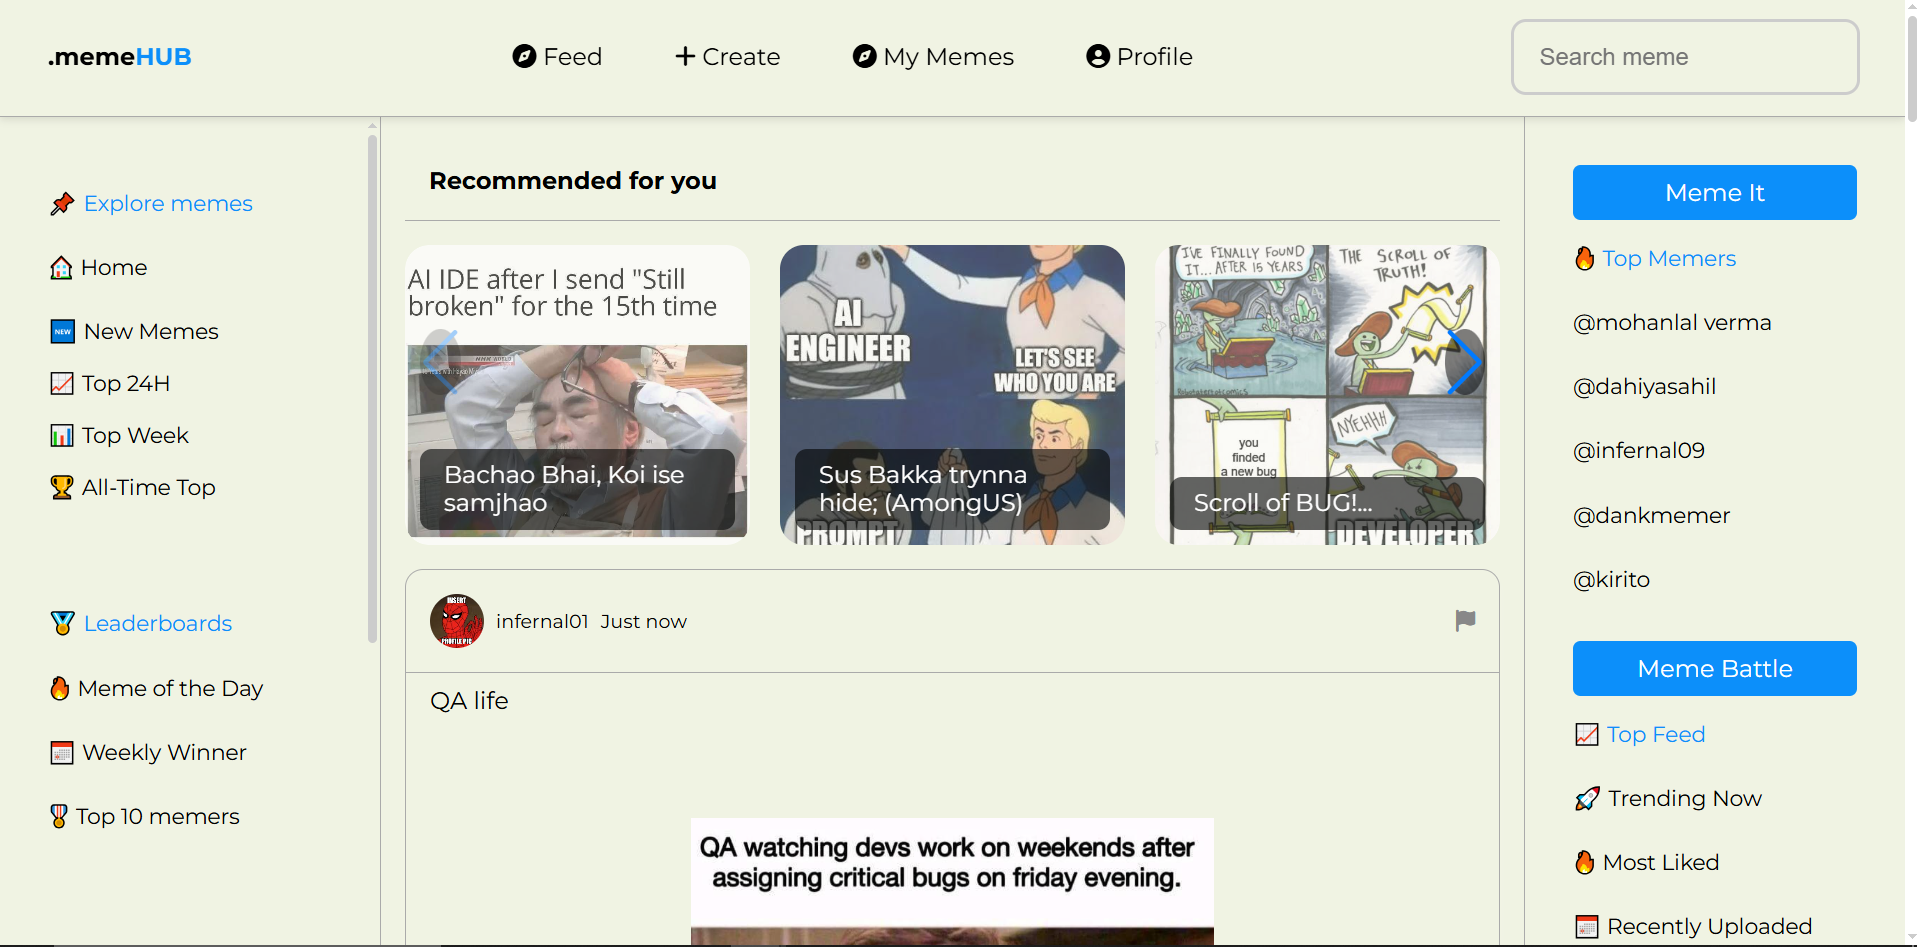 .memeHUB
Feed
Create
My Memes
Profile
Search meme
Explore memes
Home
NEW New Memes
Top 24H
Top Week
All-Time Top
Leaderboards
Meme of the Day
Weekly Winner
Top 10 memers
Recommended for you
AI IDE after I send "Still
broken" for the 15th time
Bachao Bhai, Koi ise
samjhao
AI
ENGINEER
LET'S SEE
WHO YOU ARE
Sus Bakka trynna
hide; (AmongUS)
PROMPT
I'VE FINALLY FOUND
IT... AFTER 15 YEARS
THE SCROLL OF
TRUTH!
you
finded
a new bug
NYEHHH
Scroll of BUG!...
DEVELOPER
INSERT
PROFILE PIC
infernal01 Just now
QA life
QA watching devs work on weekends after
assigning critical bugs on friday evening.
Meme It
Top Memers
@mohanlal verma
@dahiyasahil
@infernal09
@dankmemer
@kirito
Meme Battle
Top Feed
Trending Now
Most Liked
Recently Uploaded